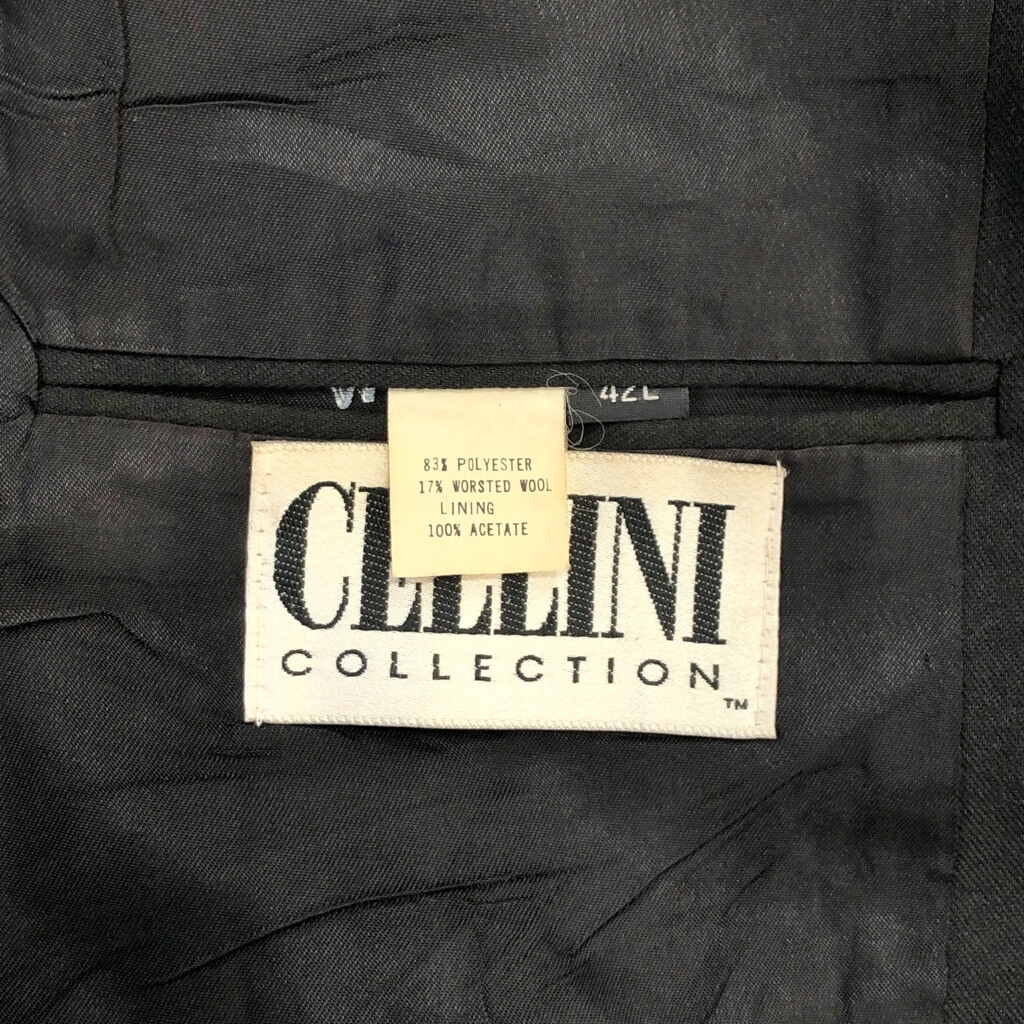 42L
83% POLYESTER
17% WORSTED WOOL
LINING
100% ACETATE
CELLINI
COLLECTION
TM